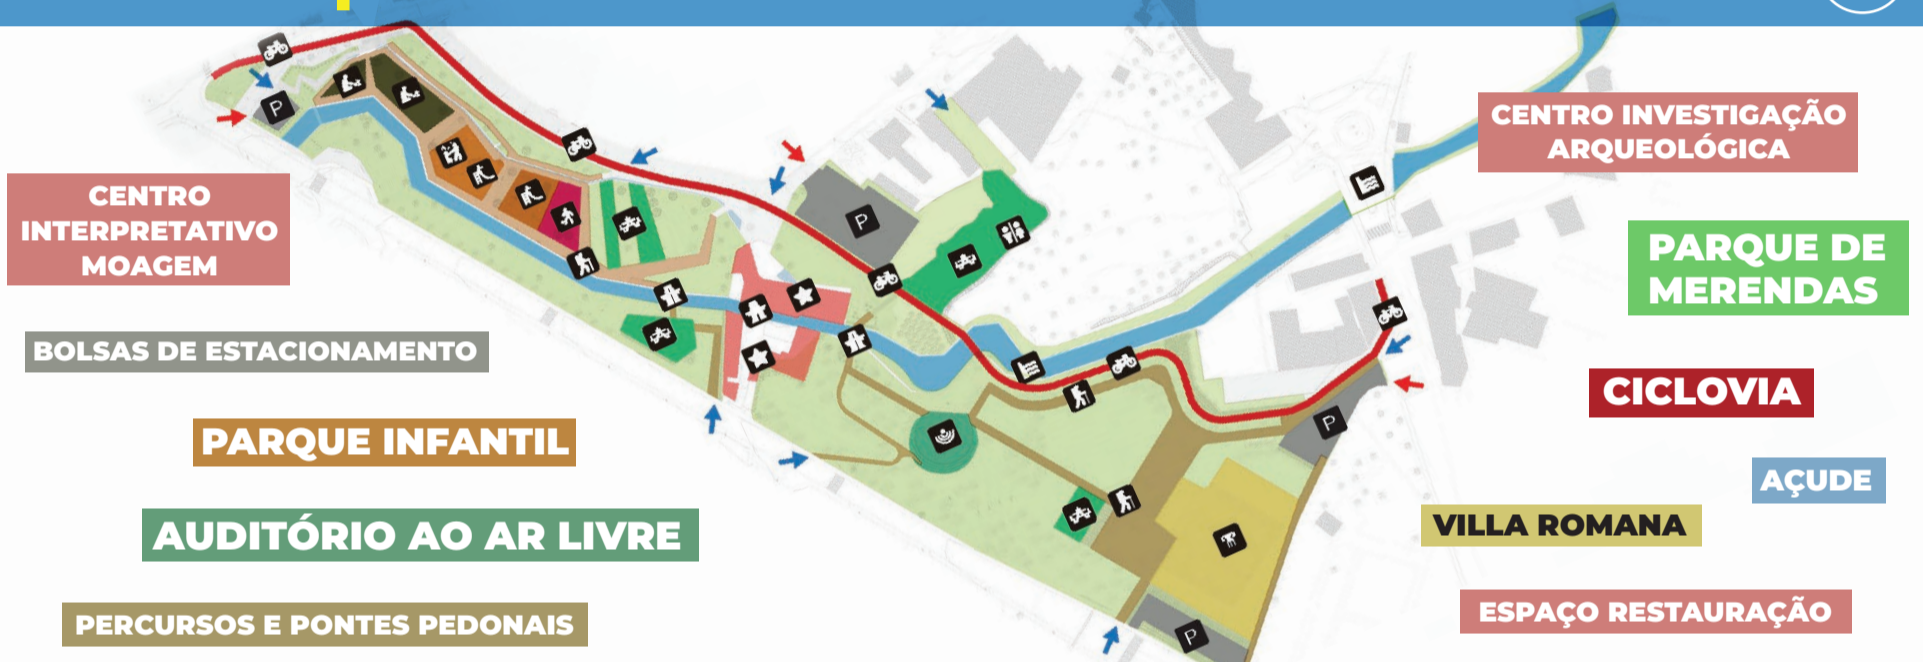 CENTRO
INTERPRETATIVO
MOAGEM
BOLSAS DE ESTACIONAMENTO
PARQUE INFANTIL
AUDITÓRIO AO AR LIVRE
PERCURSOS E PONTES PEDONAIS
P
P
P
P
CENTRO INVESTIGAÇÃO
ARQUEOLÓGICA
PARQUE DE
MERENDAS
CICLOVIA
AÇUDE
VILLA ROMANA
ESPAÇO RESTAURAÇÃO